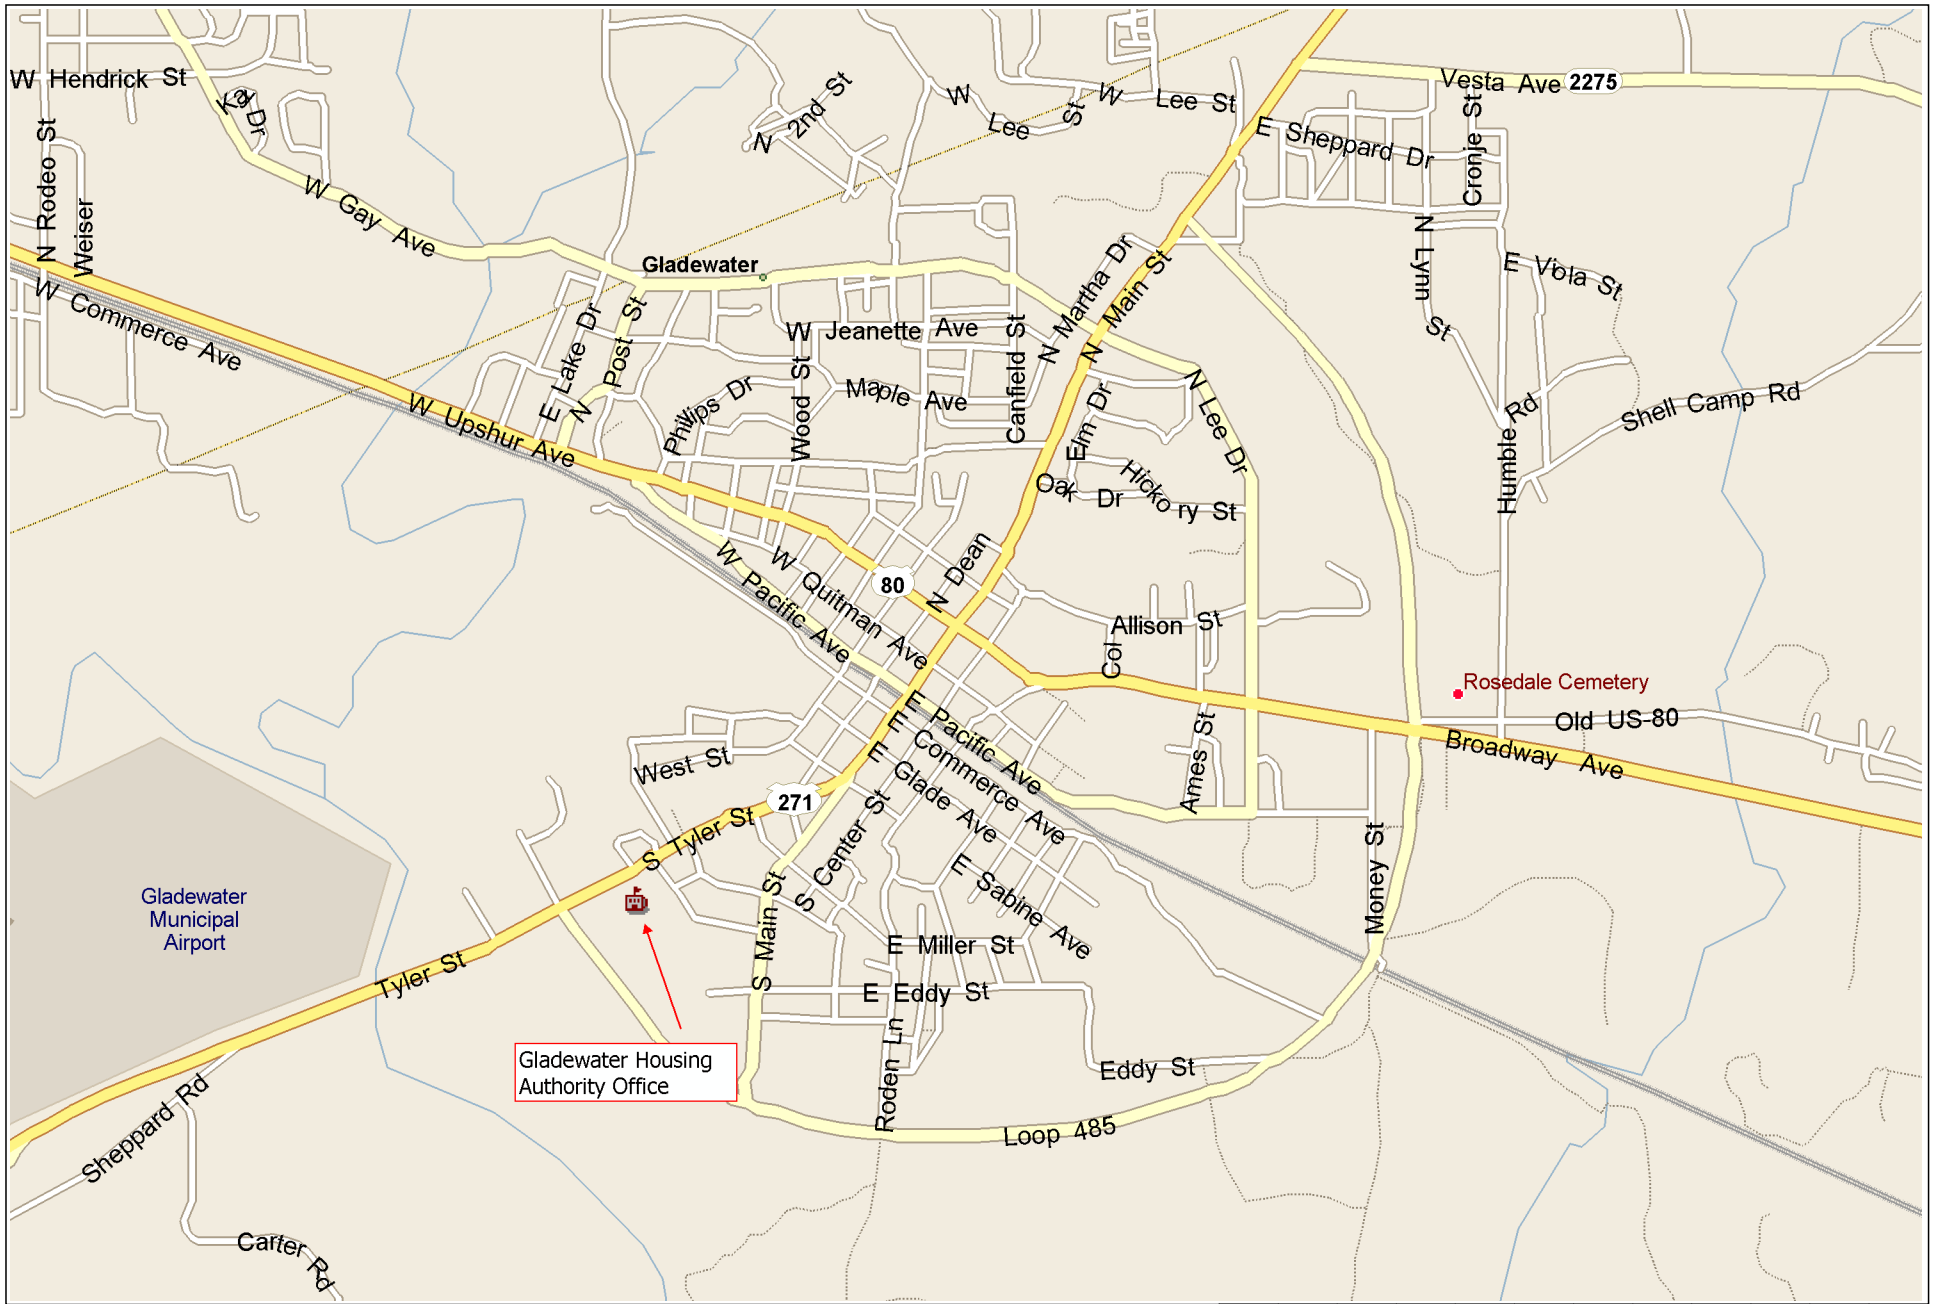 W Hendrick St
Kay Dr
N Rodeo St
Weiser
W Gay Ave
W Commerce Ave
N 2nd St
W Lee St
W Lee St
Vesta Ave 2275
E Sheppard Dr
Cronje St
N Lynn St
E Viola St
Gladewater
N Martha Dr
N Main St
W Jeanette Ave
E Lake Dr
N Post St
Wood St
Canfield St
Maple Ave
Phillips Dr
W Upshur Ave
Elm Dr
N Lee Dr
Hickory St
Oak Dr
Humble Rd
Shell Camp Rd
W Pacific Ave
W Quitman Ave
80
N Dean
Allison St
Col
Rosedale Cemetery
Old US-80
Broadway Ave
E Pacific Ave
E Commerce Ave
E Glade Ave
Ames St
West St
271
S Tyler St
S Center St
E Sabine Ave
Money St
Gladewater
Municipal
Airport
S Main St
E Miller St
Tyler St
E Eddy St
Roden Ln
Gladewater Housing
Authority Office
Eddy St
Loop 485
Sheppard Rd
Carter Rd